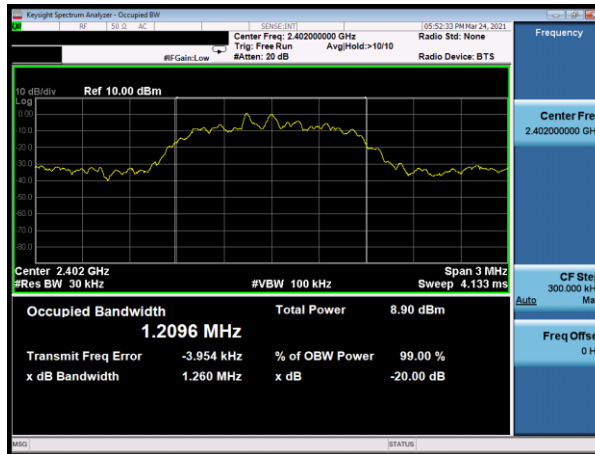 Keysight Spectrum Analyzer - Occupied BW
RF 50 Ω AC SENSE:INT 05:52:33 PM Mar 24, 2021
Center Freq: 2.402000000 GHz Radio Std: None
Trig: Free Run Avg|Hold:>10/10
#IFGain:Low #Atten: 20 dB Radio Device: BTS
Frequency
10 dB/div Ref 10.00 dBm
Log
0.00
-10.0
-20.0
-30.0
-40.0
-50.0
-60.0
-70.0
-80.0
Center 2.402 GHz Span 3 MHz
#Res BW 30 kHz #VBW 100 kHz Sweep 4.133 ms
Occupied Bandwidth Total Power 8.90 dBm
1.2096 MHz
Transmit Freq Error -3.954 kHz % of OBW Power 99.00 %
x dB Bandwidth 1.260 MHz x dB -20.00 dB
Center Fre
2.402000000 GH
CF Ste
300.000 kH
Auto Ma
Freq Offse
0 H
MSG STATUS